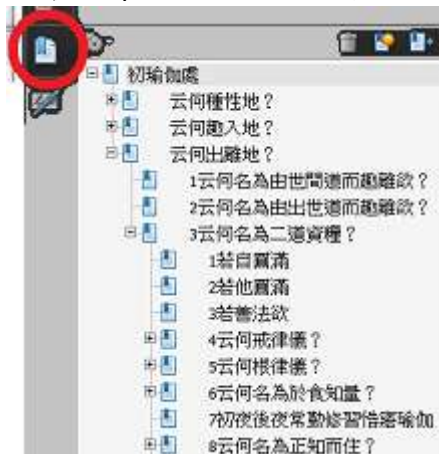 初瑜伽處
云何種性地？
云何趣入地？
云何出離地？
1云何名為由世間道而趣離欲？
2云何名為由出世道而趣離欲？
3云何名為二道資糧？
1若自圓滿
2若他圓滿
3若善法欲
4云何戒律儀？
5云何根律儀？
6云何名為於食知量？
7初夜後夜常勤修習悎寤瑜伽
8云何名為正知而住？